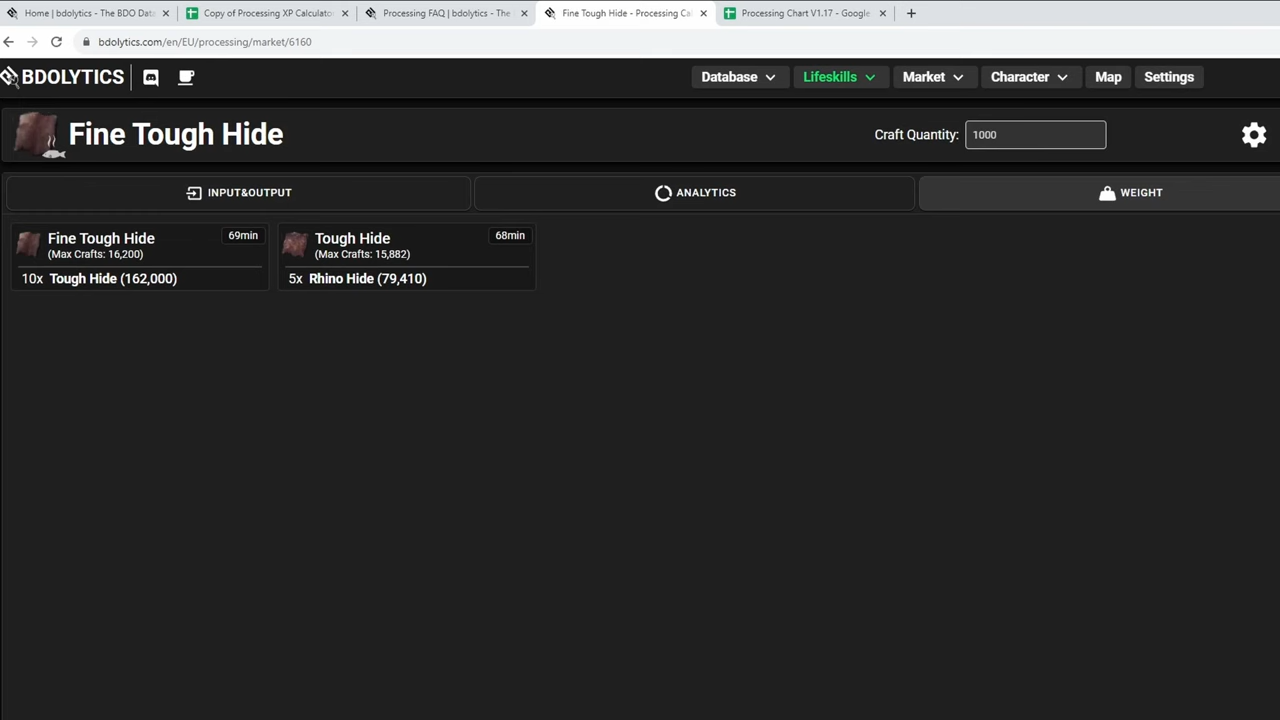 Home | bdolytics - The BDO Data
Copy of Processing XP Calculator
Processing FAQ | bdolytics - The
Fine Tough Hide - Processing Ca
Processing Chart V1.17 - Google
bdolytics.com/en/EU/processing/market/6160
BDOLYTICS
Database
Lifeskills
Market
Character
Map
Settings
Fine Tough Hide
Craft Quantity: 1000
INPUT&OUTPUT
ANALYTICS
WEIGHT
Fine Tough Hide 69min
(Max Crafts: 16,200)
10x Tough Hide (162,000)
Tough Hide 68min
(Max Crafts: 15,882)
5x Rhino Hide (79,410)